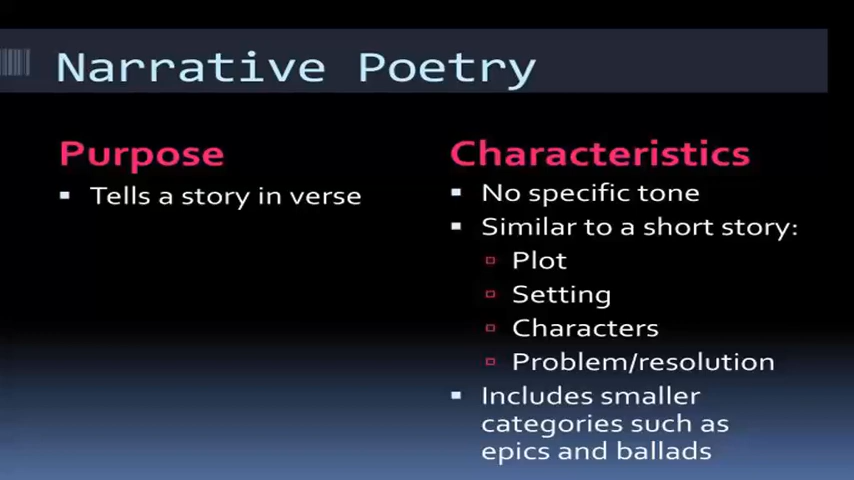 Narrative Poetry
Purpose
Tells a story in verse
Characteristics
No specific tone
Similar to a short story:
Plot
Setting
Characters
Problem/resolution
Includes smaller
categories such as
epics and ballads